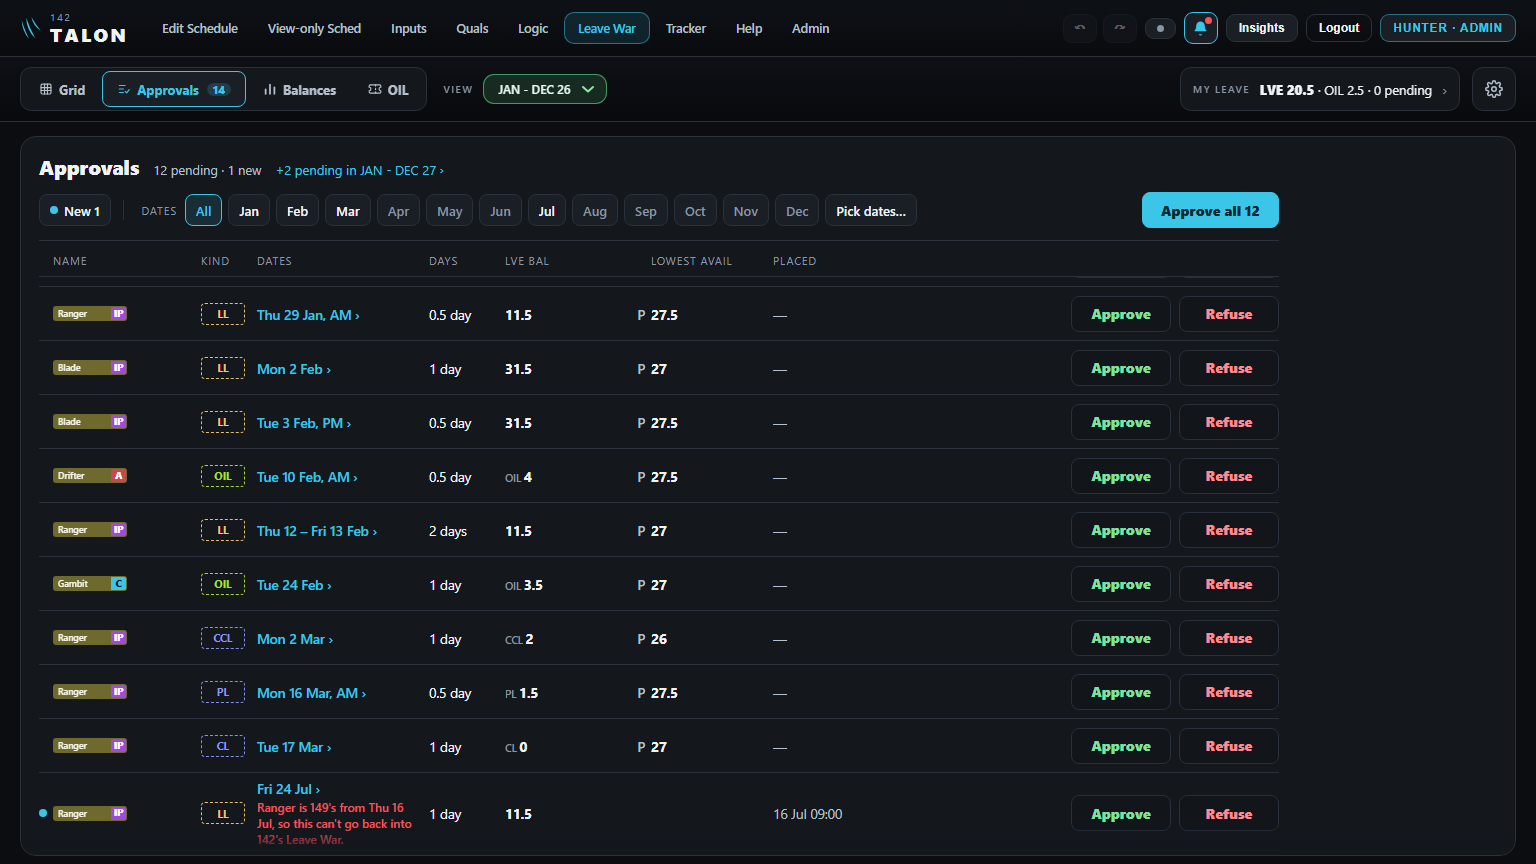 142
TALON
Edit Schedule
View-only Sched
Inputs
Quals
Logic
Leave War
Tracker
Help
Admin
Insights
Logout
HUNTER · ADMIN
Grid
Approvals 14
Balances
OIL
VIEW
JAN - DEC 26
MY LEAVE LVE 20.5 · OIL 2.5 · 0 pending ›
Approvals 12 pending · 1 new +2 pending in JAN - DEC 27 ›
New 1
DATES
All
Jan
Feb
Mar
Apr
May
Jun
Jul
Aug
Sep
Oct
Nov
Dec
Pick dates...
Approve all 12
NAME KIND DATES DAYS LVE BAL LOWEST AVAIL PLACED
Ranger IP LL Thu 29 Jan, AM › 0.5 day 11.5 P 27.5 — Approve Refuse
Blade IP LL Mon 2 Feb › 1 day 31.5 P 27 — Approve Refuse
Blade IP LL Tue 3 Feb, PM › 0.5 day 31.5 P 27.5 — Approve Refuse
Drifter A OIL Tue 10 Feb, AM › 0.5 day OIL 4 P 27.5 — Approve Refuse
Ranger IP LL Thu 12 – Fri 13 Feb › 2 days 11.5 P 27 — Approve Refuse
Gambit C OIL Tue 24 Feb › 1 day OIL 3.5 P 27 — Approve Refuse
Ranger IP CCL Mon 2 Mar › 1 day CCL 2 P 26 — Approve Refuse
Ranger IP PL Mon 16 Mar, AM › 0.5 day PL 1.5 P 27.5 — Approve Refuse
Ranger IP CL Tue 17 Mar › 1 day CL 0 P 27 — Approve Refuse
Fri 24 Jul ›
Ranger is 149's from Thu 16
Jul, so this can't go back into
142's Leave War.
Ranger IP LL 1 day 11.5 16 Jul 09:00 Approve Refuse